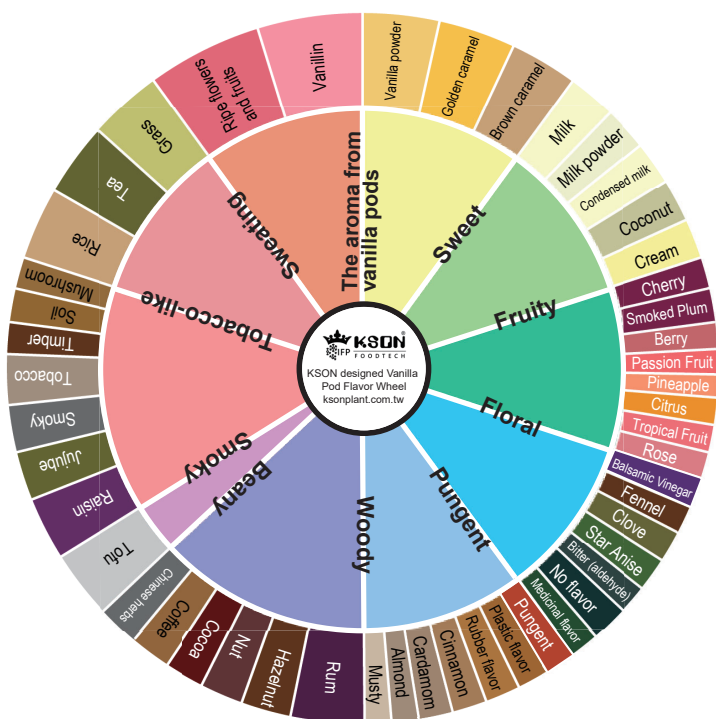 Vanillin
Vanilla powder
Golden caramel
Brown caramel
Milk
Milk powder
Condensed milk
Coconut
Cream
Cherry
Smoked Plum
Berry
Passion Fruit
Pineapple
Citrus
Tropical Fruit
Rose
Balsamic Vinegar
Fennel
Clove
Star Anise
Bitter (aldehyde)
No flavor
Medicinal flavor
Pungent
Plastic flavor
Rubber flavor
Cinnamon
Cardamom
Almond
Musty
Rum
Hazelnut
Nut
Cocoa
Coffee
Chinese herbs
Tofu
Raisin
Jujube
Smoky
Tobacco
Timber
Soil
Mushroom
Rice
Tea
Grass
Ripe flowers
and fruits
The aroma from
vanilla pods
Sweet
Fruity
Floral
Pungent
Woody
Beany
Smoky
Tobacco-like
Sweating
IFP KSON®
FOODTECH
KSON designed Vanilla
Pod Flavor Wheel
ksonplant.com.tw